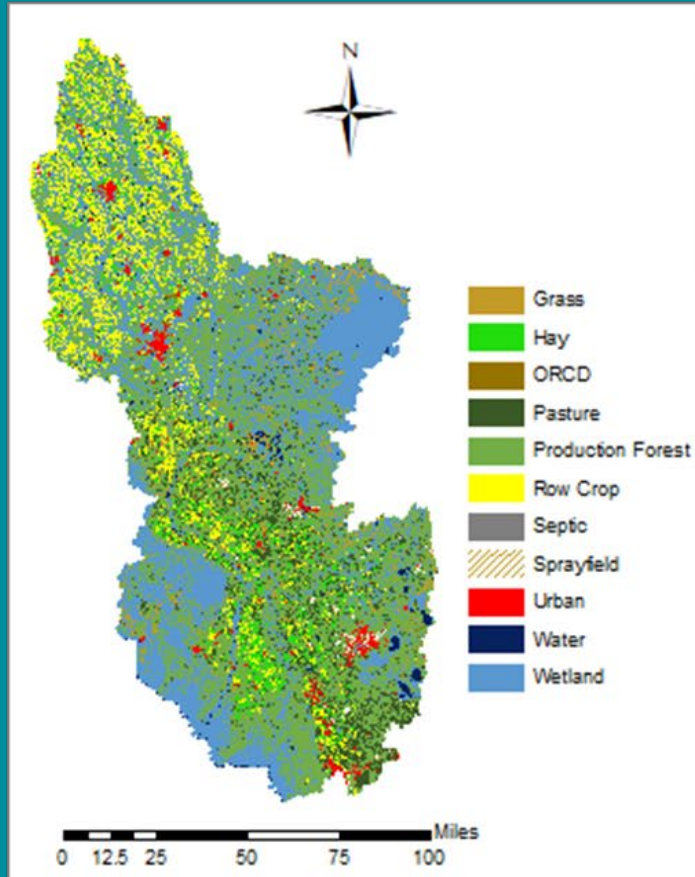 N
Grass
Hay
ORCD
Pasture
Production Forest
Row Crop
Septic
Sprayfield
Urban
Water
Wetland
Miles
0 12.5 25 50 75 100